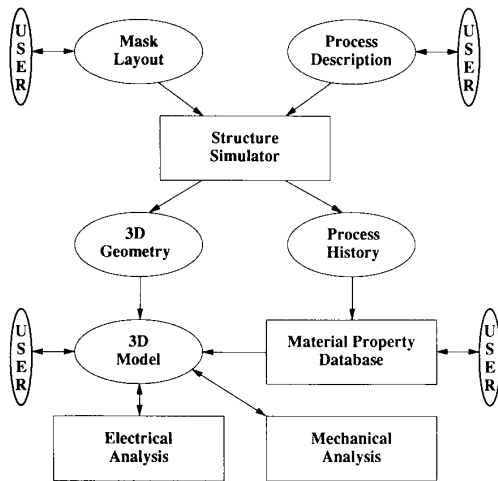 USER
Mask
Layout
Process
Description
USER
Structure
Simulator
3D
Geometry
Process
History
USER
3D
Model
Material Property
Database
USER
Electrical
Analysis
Mechanical
Analysis